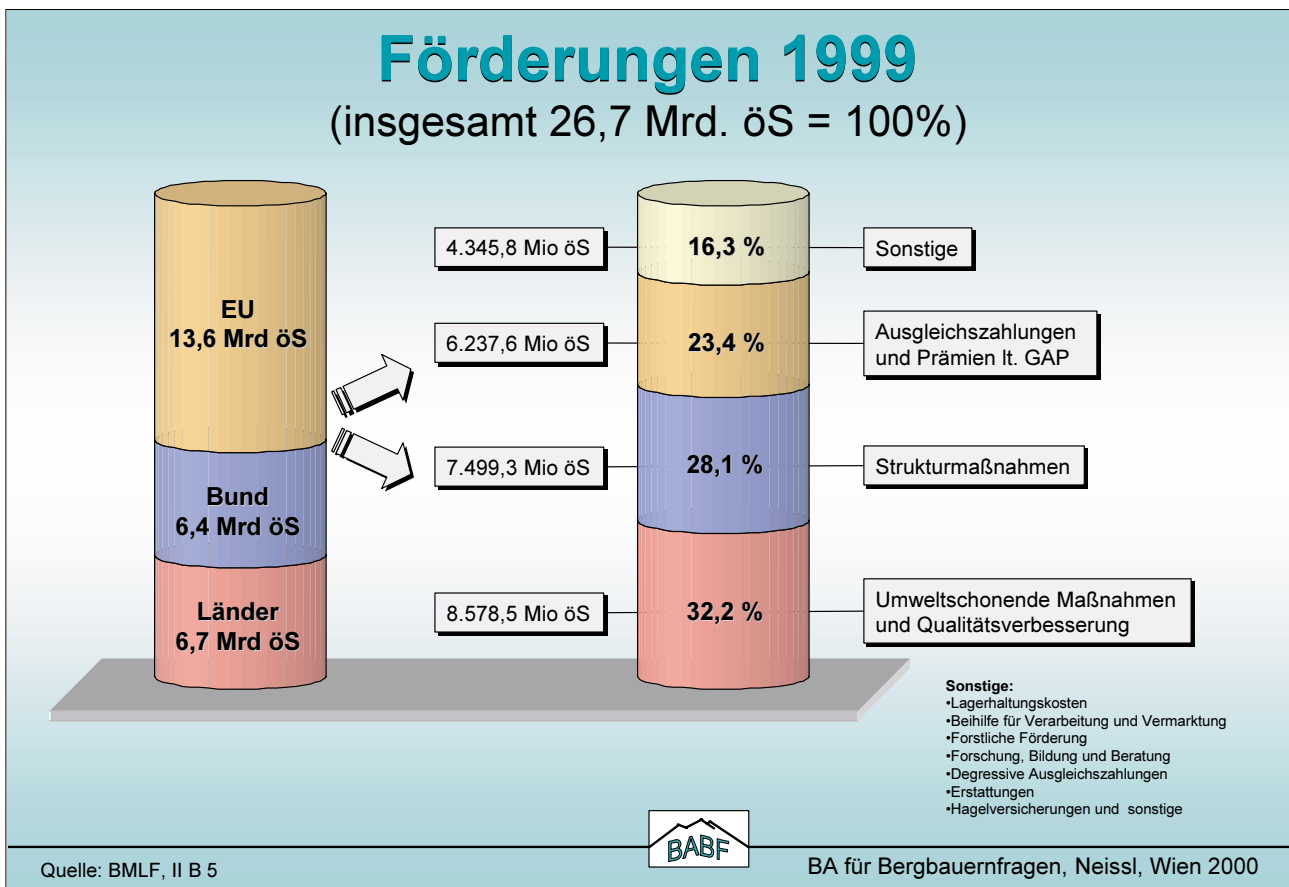 Förderungen 1999
(insgesamt 26,7 Mrd. öS = 100%)
EU
13,6 Mrd öS
Bund
6,4 Mrd öS
Länder
6,7 Mrd öS
4.345,8 Mio öS
16,3 %
Sonstige
6.237,6 Mio öS
23,4 %
Ausgleichszahlungen
und Prämien lt. GAP
7.499,3 Mio öS
28,1 %
Strukturmaßnahmen
8.578,5 Mio öS
32,2 %
Umweltschonende Maßnahmen
und Qualitätsverbesserung
Sonstige:
•Lagerhaltungskosten
•Beihilfe für Verarbeitung und Vermarktung
•Forstliche Förderung
•Forschung, Bildung und Beratung
•Degressive Ausgleichszahlungen
•Erstattungen
•Hagelversicherungen und sonstige
Quelle: BMLF, II B 5
BABF
BA für Bergbauernfragen, Neissl, Wien 2000